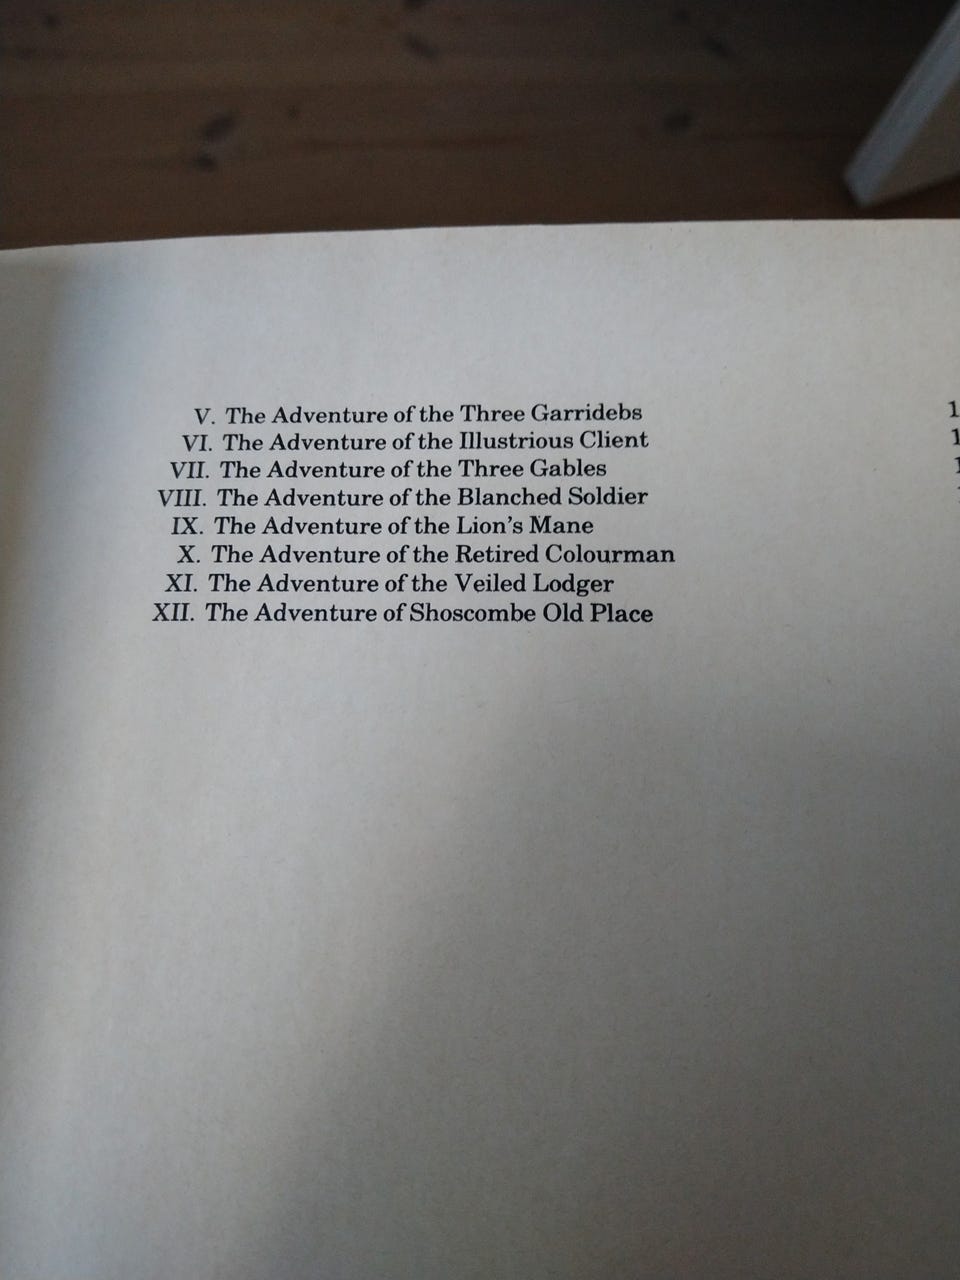 V. The Adventure of the Three Garridebs
VI. The Adventure of the Illustrious Client
VII. The Adventure of the Three Gables
VIII. The Adventure of the Blanched Soldier
IX. The Adventure of the Lion's Mane
X. The Adventure of the Retired Colourman
XI. The Adventure of the Veiled Lodger
XII. The Adventure of Shoscombe Old Place